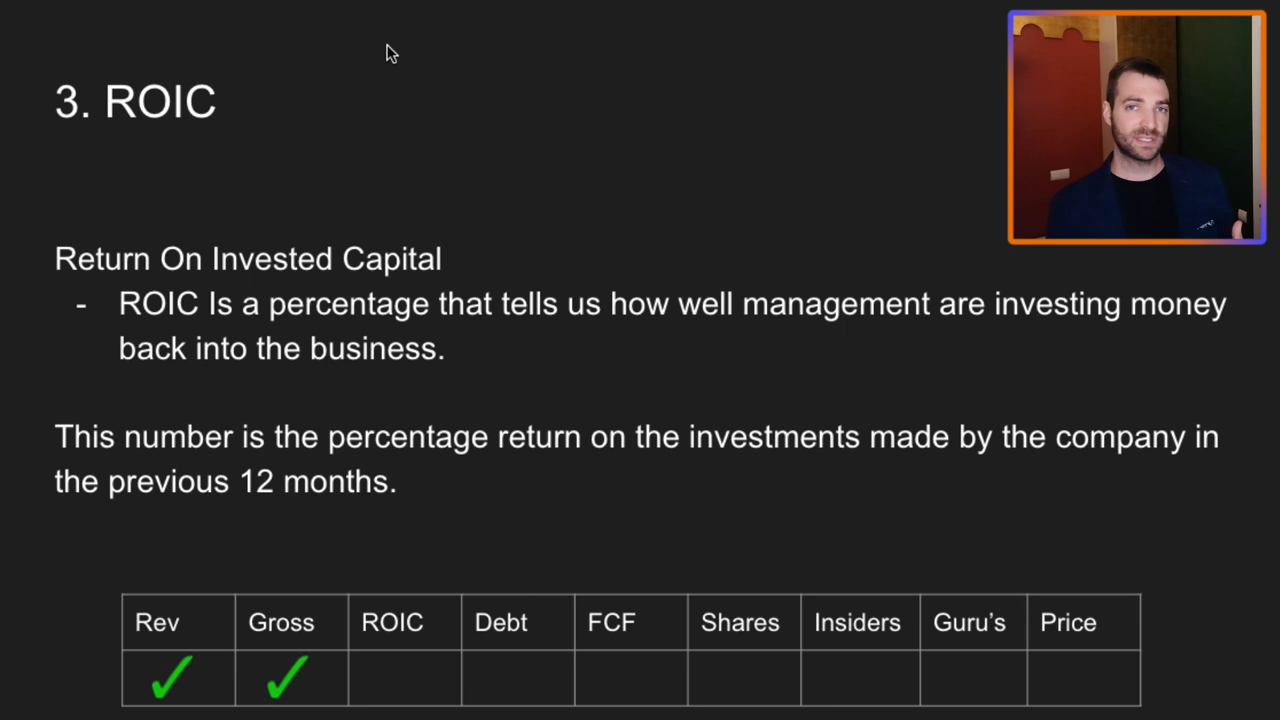 3. ROIC
Return On Invested Capital
- ROIC Is a percentage that tells us how well management are investing money
back into the business.
This number is the percentage return on the investments made by the company in
the previous 12 months.
Rev Gross ROIC Debt FCF Shares Insiders Guru’s Price
✓ ✓